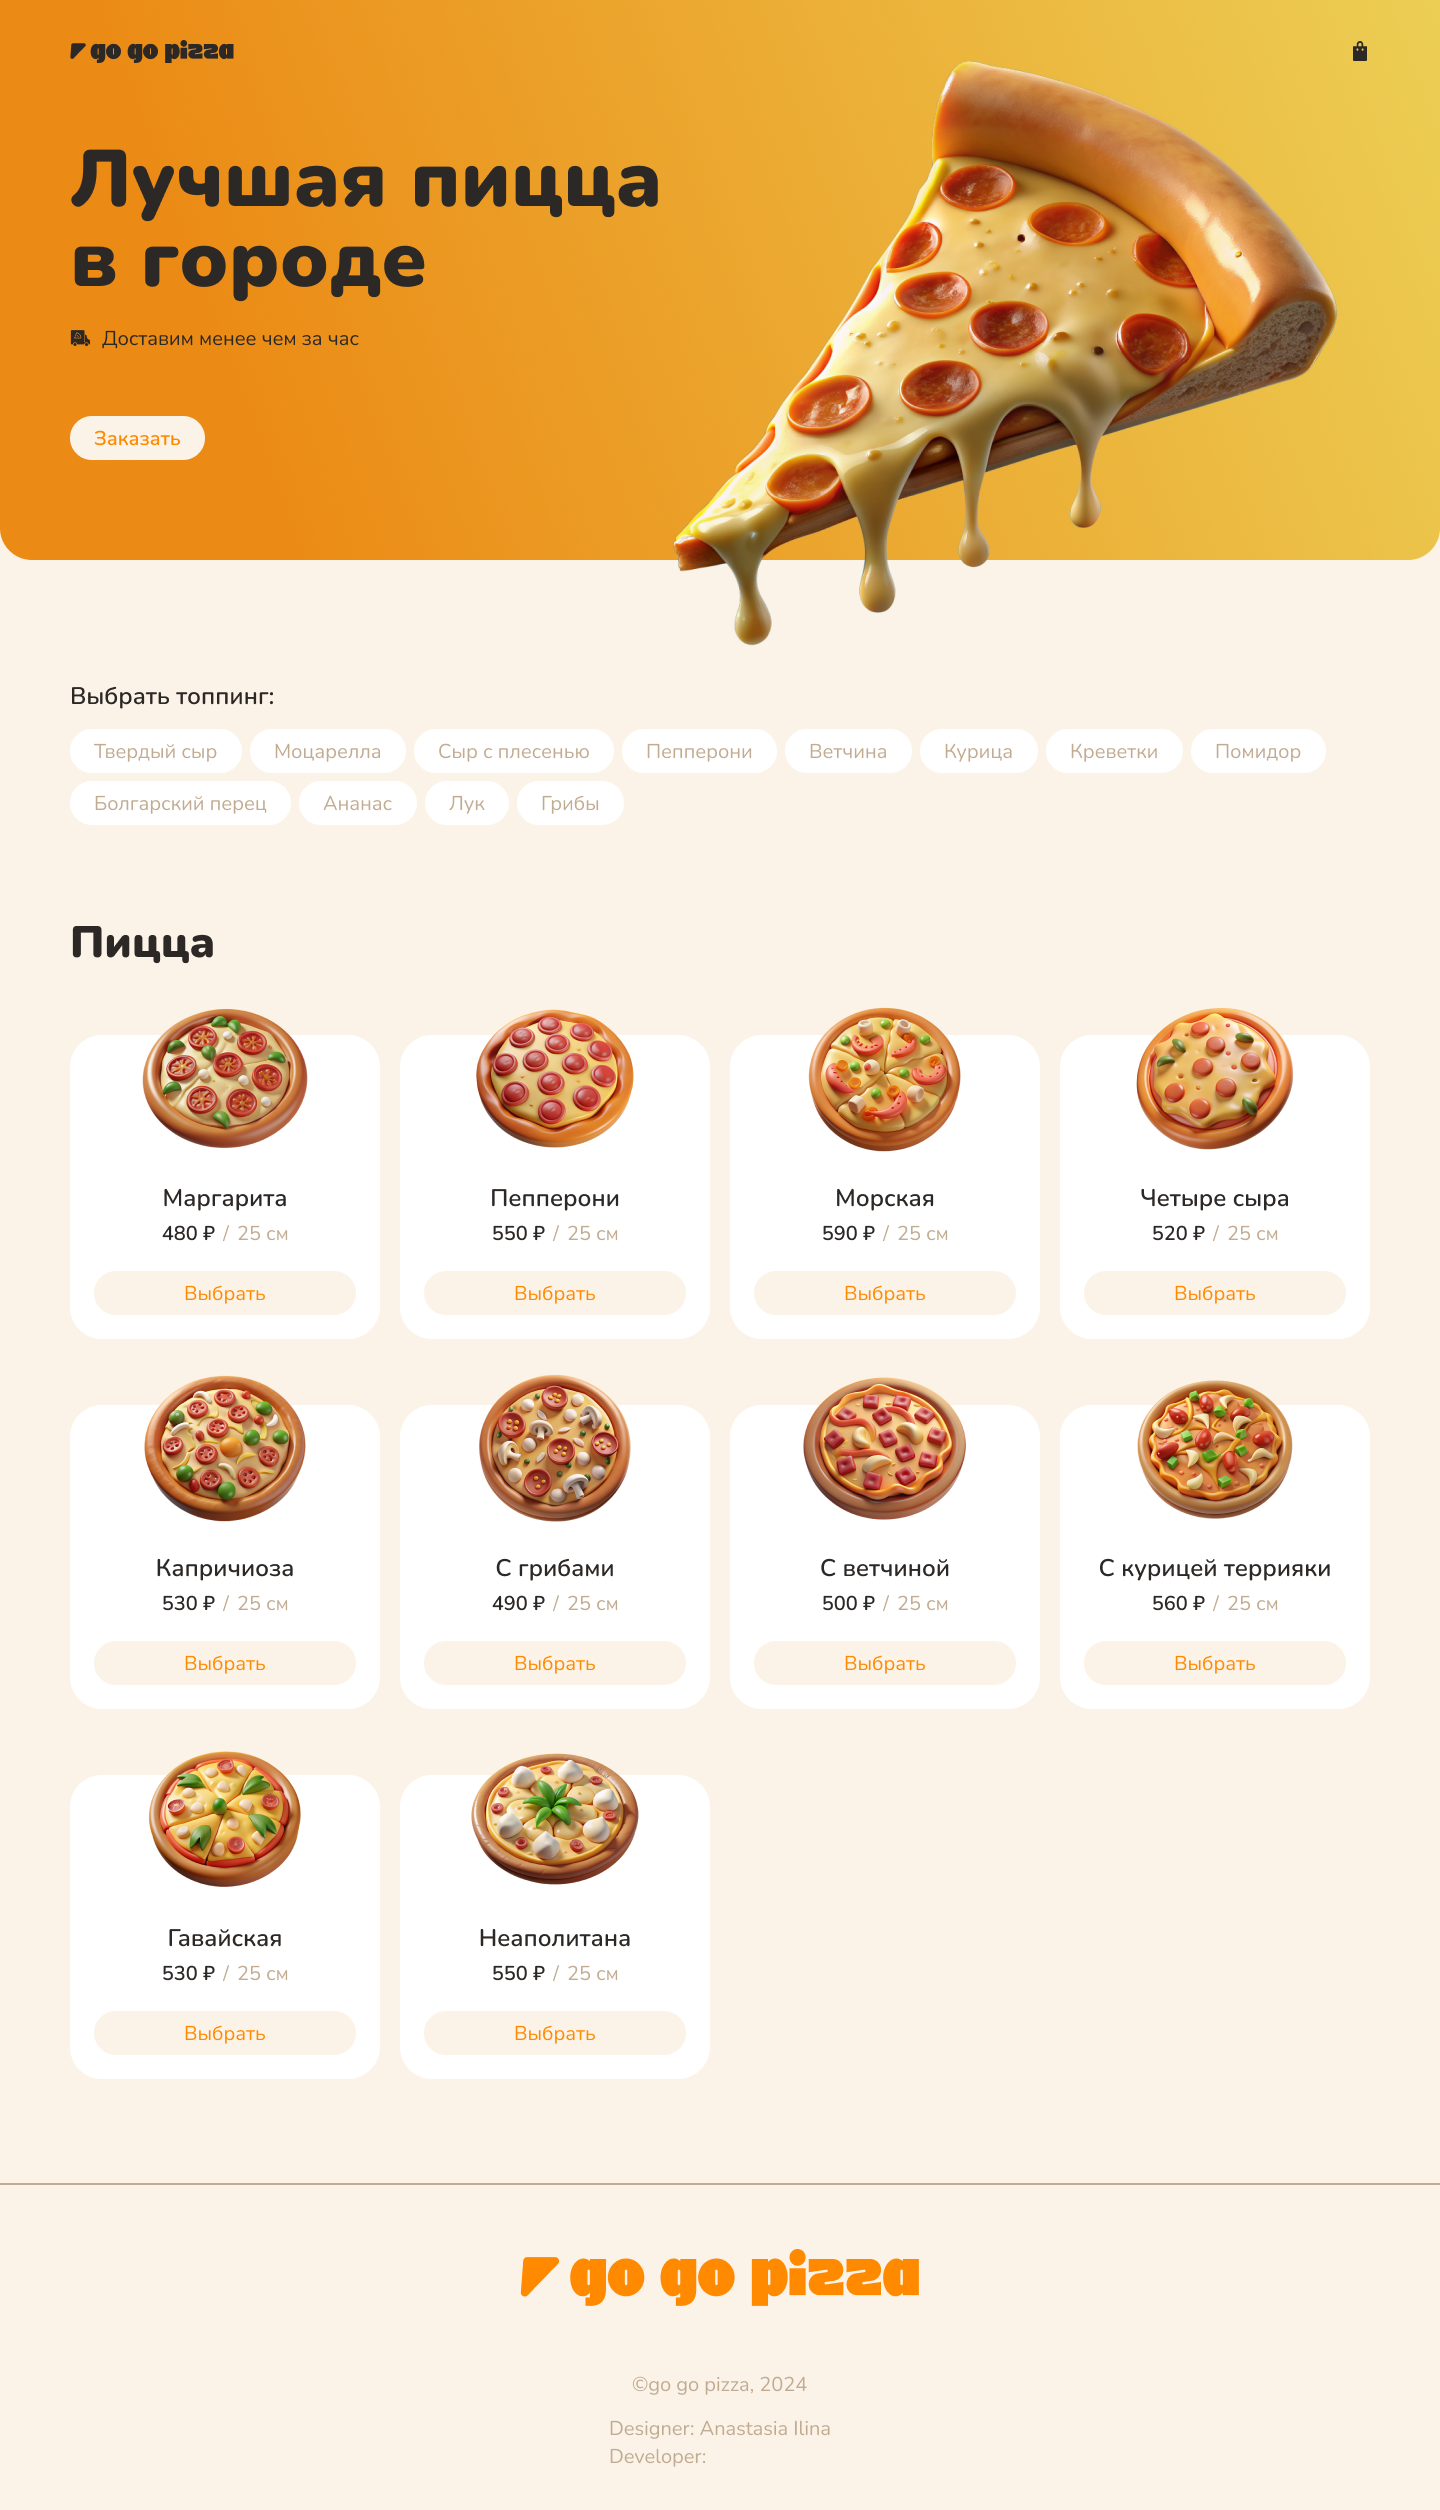 go go pizza
Лучшая пицца
в городе
Доставим менее чем за час
Заказать
Выбрать топпинг:
Твердый сыр Моцарелла Сыр с плесенью Пепперони Ветчина Курица Креветки Помидор
Болгарский перец Ананас Лук Грибы
Пицца
Маргарита Пепперони Морская Четыре сыра
480 ₽ / 25 см 550 ₽ / 25 см 590 ₽ / 25 см 520 ₽ / 25 см
Выбрать Выбрать Выбрать Выбрать
Капричиоза С грибами С ветчиной С курицей террияки
530 ₽ / 25 см 490 ₽ / 25 см 500 ₽ / 25 см 560 ₽ / 25 см
Выбрать Выбрать Выбрать Выбрать
Гавайская Неаполитана
530 ₽ / 25 см 550 ₽ / 25 см
Выбрать Выбрать
go go pizza
©go go pizza, 2024
Designer: Anastasia Ilina
Developer: